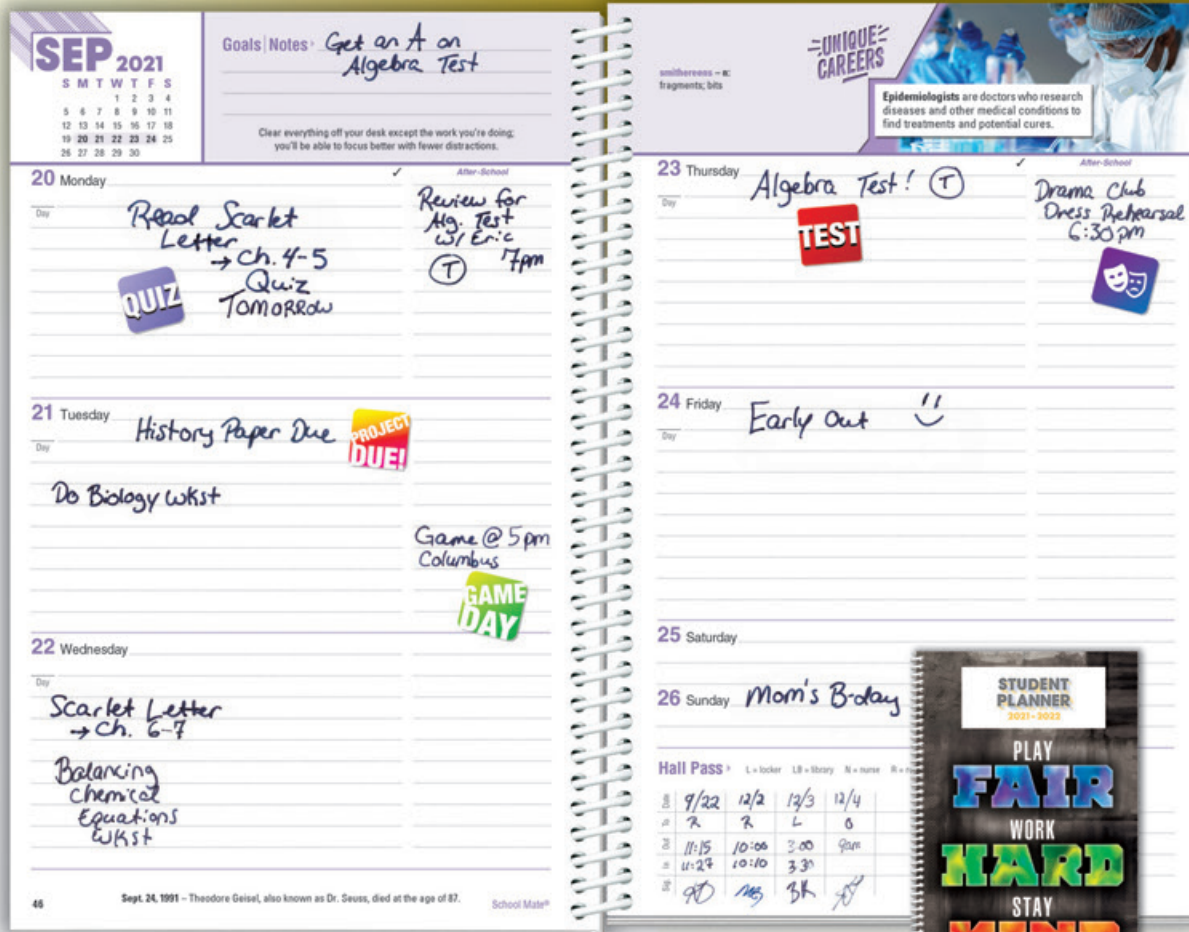 SEP 2021
S M T W T F S
1 2 3 4
5 6 7 8 9 10 11
12 13 14 15 16 17 18
19 20 21 22 23 24 25
26 27 28 29 30
Goals | Notes
Get an A on
Algebra Test
Clear everything off your desk except the work you're doing;
you'll be able to focus better with fewer distractions.
20 Monday
After-School
Day
Read Scarlet
Letter
→ Ch. 4-5
Quiz
TOMORROW
QUIZ
Review for
Alg. Test
w/ Eric
T 7pm
21 Tuesday
Day
History Paper Due
PROJECT
DUE!
Do Biology Wkst
Game @ 5pm
Columbus
GAME
DAY
22 Wednesday
Day
Scarlet Letter
→ Ch. 6-7
Balancing
Chemical
Equations
Wkst
46
Sept. 24, 1991 – Theodore Geisel, also known as Dr. Seuss, died at the age of 87.
School Mate®
smithereens – n:
fragments; bits
UNIQUE
CAREERS
Epidemiologists are doctors who research
diseases and other medical conditions to
find treatments and potential cures.
23 Thursday
After-School
Day
Algebra Test! T
TEST
Drama Club
Dress Rehearsal
6:30pm
24 Friday
Day
Early Out
25 Saturday
26 Sunday
Mom's B-day
Hall Pass
L = locker LB = library N = nurse
Date 9/22 12/2 12/3 12/4
To R R L O
Out 11:15 10:00 3:00 9am
In 11:27 10:10 3:30
Sig.
STUDENT
PLANNER
2021-2022
PLAY
FAIR
WORK
HARD
STAY
KIND